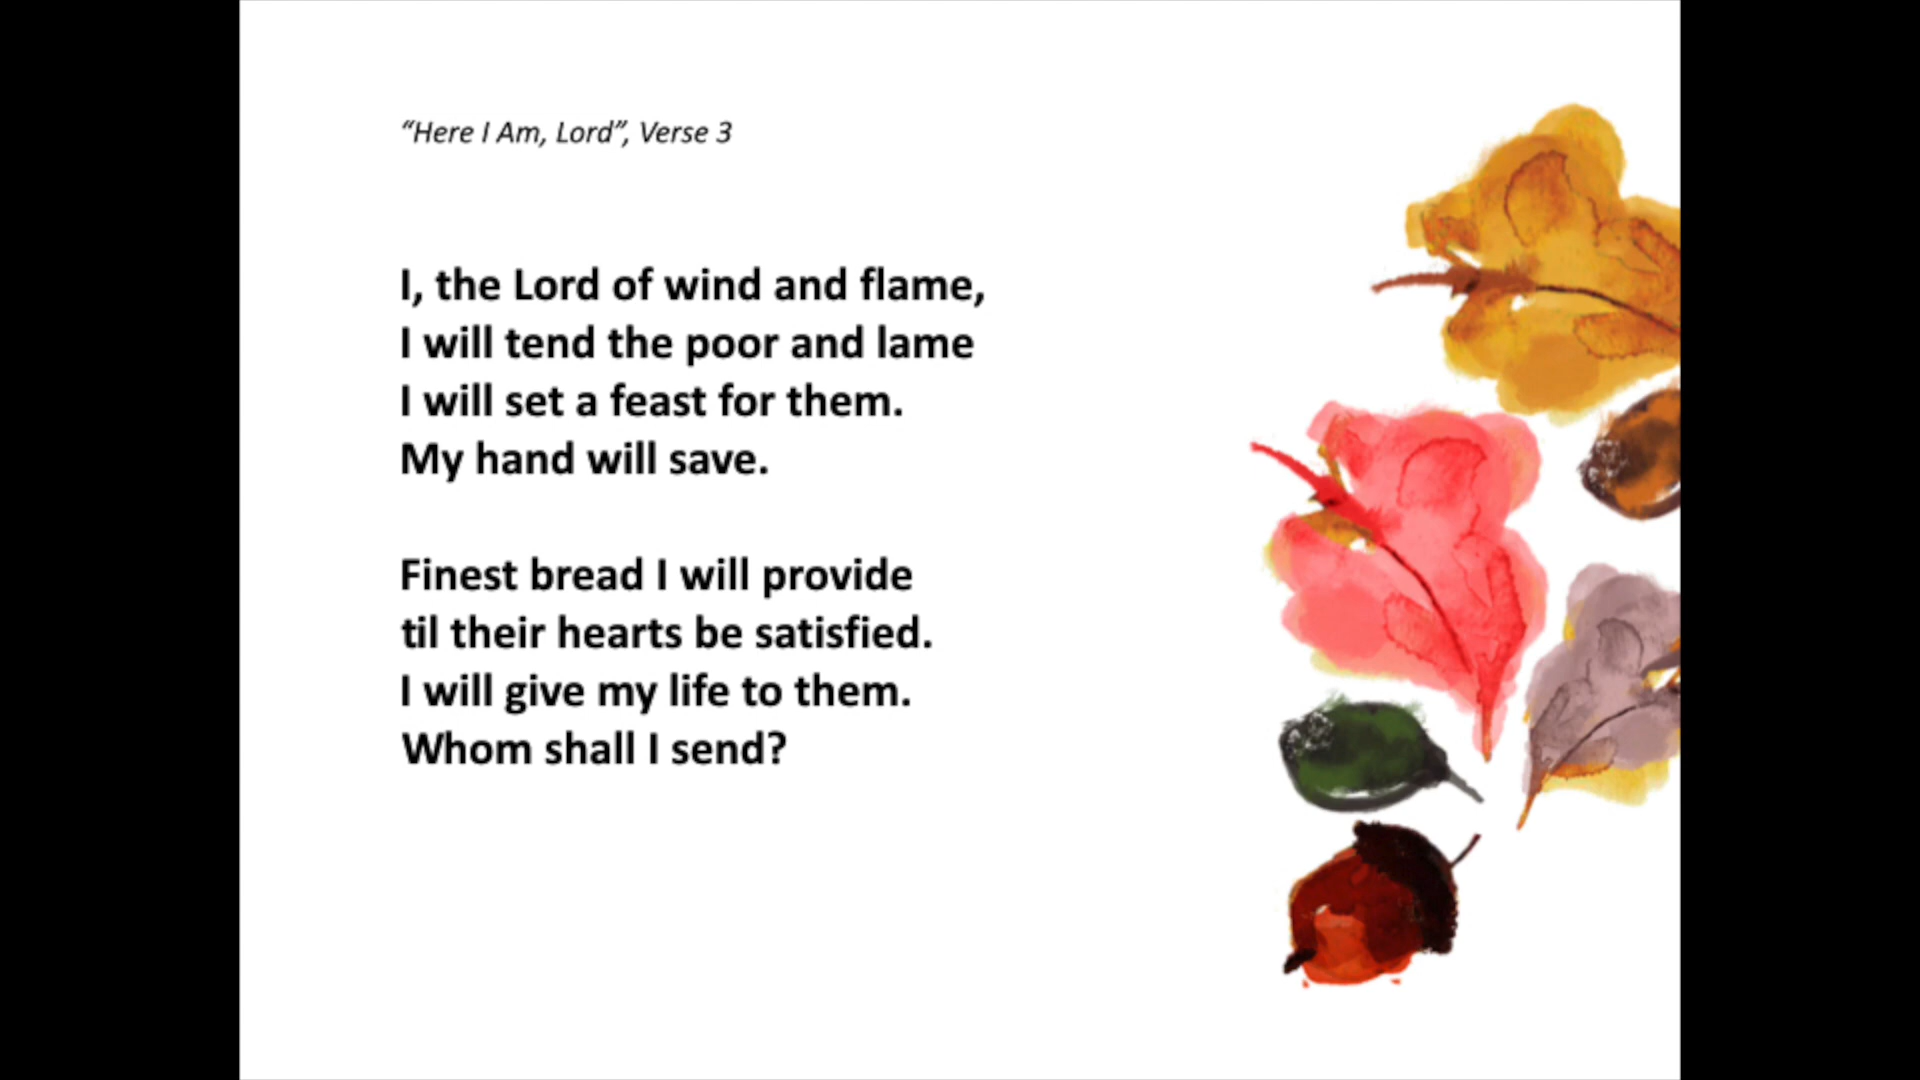 “Here I Am, Lord”, Verse 3
I, the Lord of wind and flame,
I will tend the poor and lame
I will set a feast for them.
My hand will save.
Finest bread I will provide
til their hearts be satisfied.
I will give my life to them.
Whom shall I send?